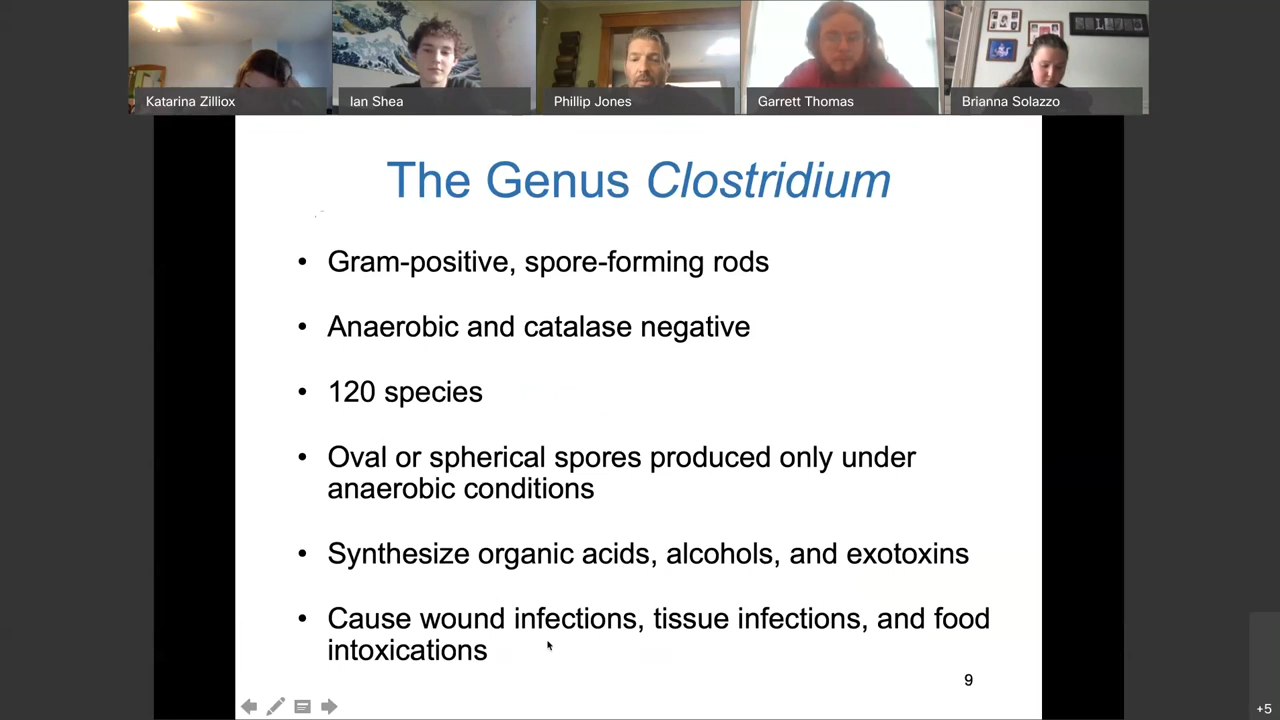 Katarina Zilliox
Ian Shea
Phillip Jones
Garrett Thomas
Brianna Solazzo
The Genus Clostridium
• Gram-positive, spore-forming rods
• Anaerobic and catalase negative
• 120 species
• Oval or spherical spores produced only under
anaerobic conditions
• Synthesize organic acids, alcohols, and exotoxins
• Cause wound infections, tissue infections, and food
intoxications
9
+5